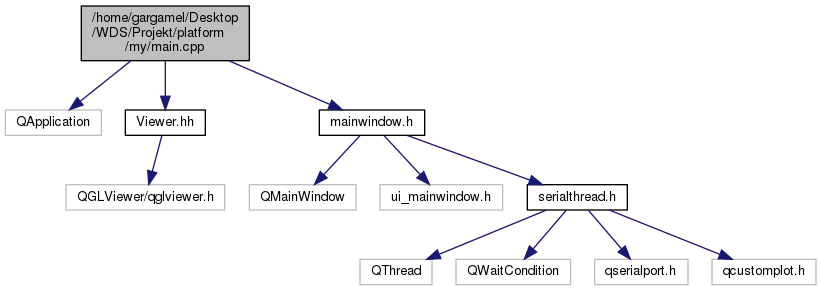 /home/gargamel/Desktop
/WDS/Projekt/platform
/my/main.cpp
QApplication
Viewer.hh
mainwindow.h
QGLViewer/qglviewer.h
QMainWindow
ui_mainwindow.h
serialthread.h
QThread
QWaitCondition
qserialport.h
qcustomplot.h